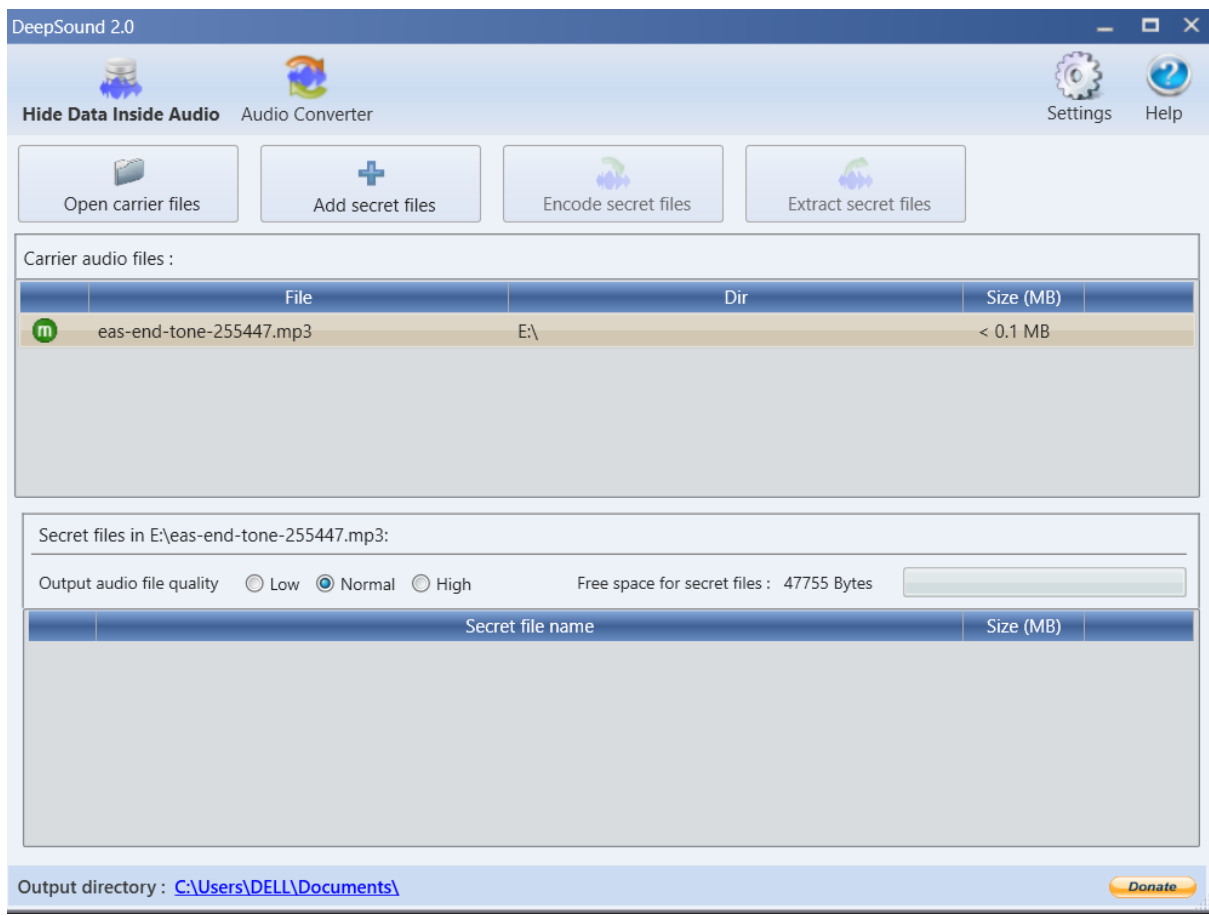 DeepSound 2.0
Hide Data Inside Audio Audio Converter Settings Help
Open carrier files Add secret files Encode secret files Extract secret files
Carrier audio files :
File Dir Size (MB)
m eas-end-tone-255447.mp3 E:\ < 0.1 MB
Secret files in E:\eas-end-tone-255447.mp3:
Output audio file quality Low Normal High Free space for secret files : 47755 Bytes
Secret file name Size (MB)
Output directory : C:\Users\DELL\Documents\ Donate